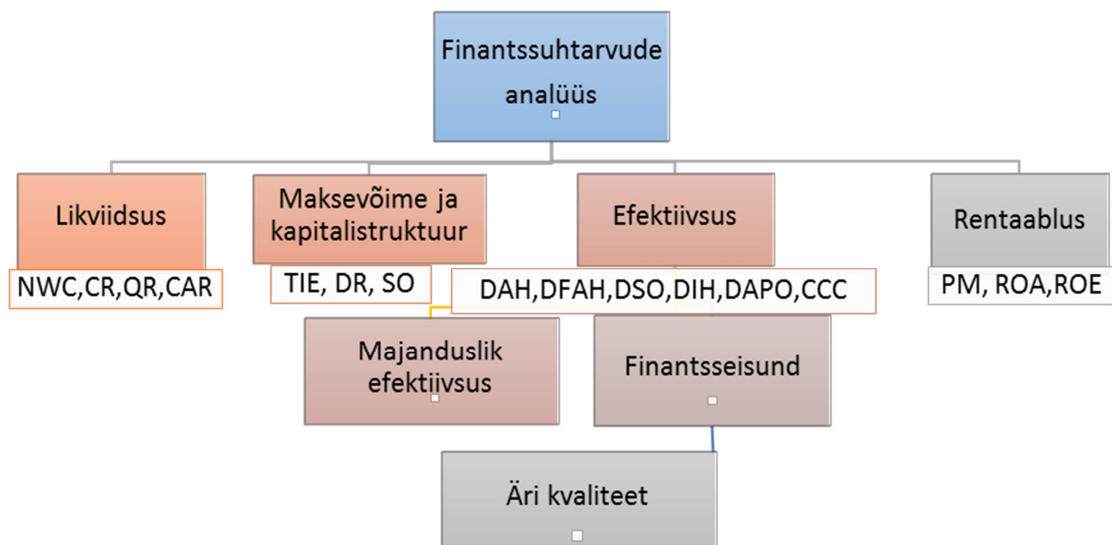 Finantssuhtarvude
analüüs
Likviidsus
NWC,CR,QR,CAR
Maksevõime ja
kapitalistruktuur
TIE, DR, SO
Efektiivsus
DAH,DFAH,DSO,DIH,DAPO,CCC
Rentaablus
PM, ROA,ROE
Majanduslik
efektiivsus
Finantsseisund
Äri kvaliteet